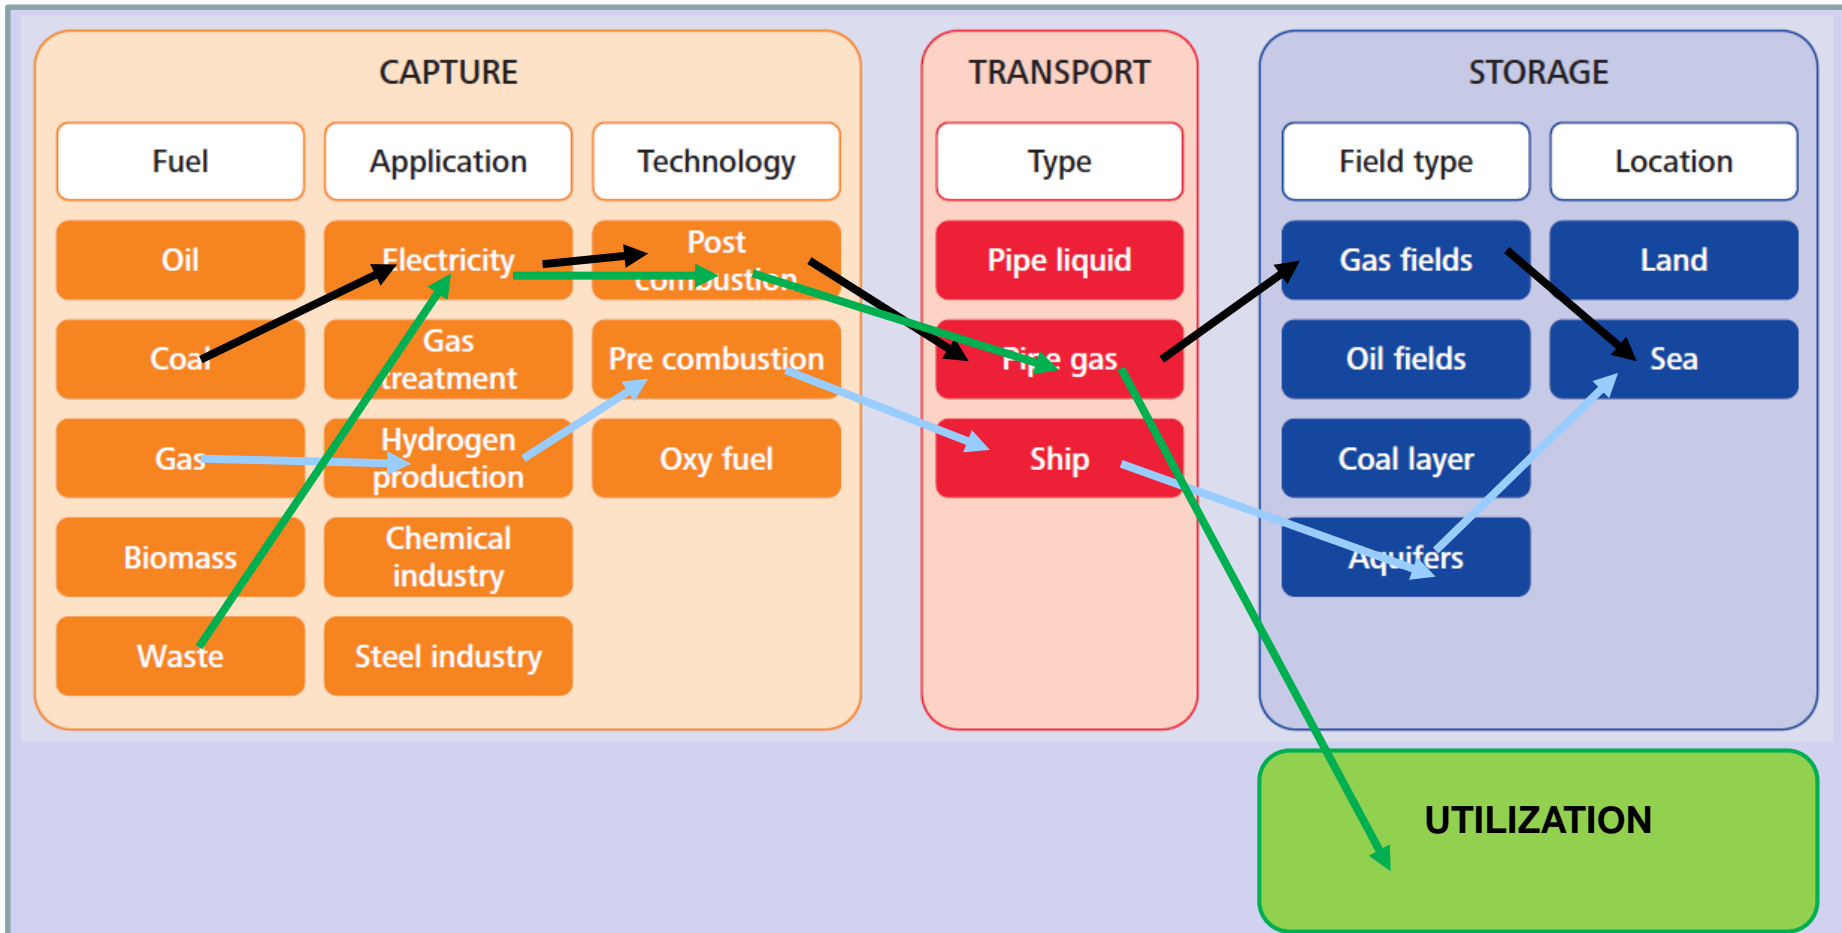 CAPTURE
Fuel
Application
Technology
Oil
Electricity
Post
combustion
Coal
Gas
treatment
Pre combustion
Gas
Hydrogen
production
Oxy fuel
Biomass
Chemical
industry
Waste
Steel industry
TRANSPORT
Type
Pipe liquid
Pipe gas
Ship
STORAGE
Field type
Location
Gas fields
Land
Oil fields
Sea
Coal layer
Aquifers
UTILIZATION